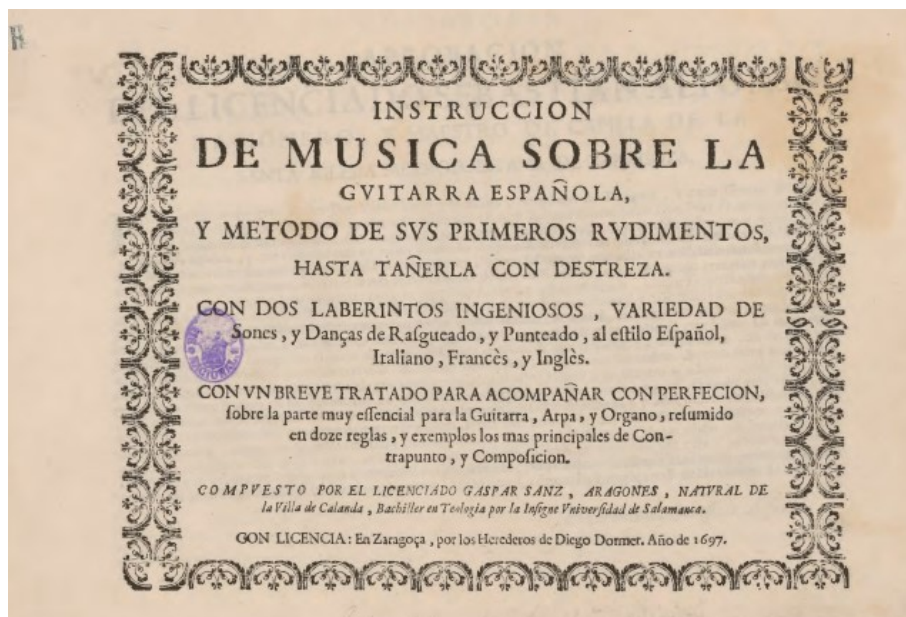 INSTRUCCION
DE MUSICA SOBRE LA
GVITARRA ESPAÑOLA,
Y METODO DE SVS PRIMEROS RVDIMENTOS,
HASTA TAÑERLA CON DESTREZA.
CON DOS LABERINTOS INGENIOSOS, VARIEDAD DE
Sones, y Danças de Raſgueado, y Punteado, al eſtilo Eſpañol,
Italiano, Francès, y Inglès.
CON VN BREVE TRATADO PARA ACOMPAÑAR CON PERFECION,
ſobre la parte muy eſſencial para la Guitarra, Arpa, y Organo, reſumido
en doze reglas, y exemplos los mas principales de Con-
trapunto, y Compoſicion.
COMPVESTO POR EL LICENCIADO GASPAR SANZ, ARAGONES, NATVRAL DE
la Villa de Calanda, Bachiller en Teologia por la Inſigne Vniverſidad de Salamanca.
CON LICENCIA: En Zaragoça, por los Herederos de Diego Dormer. Año de 1697.